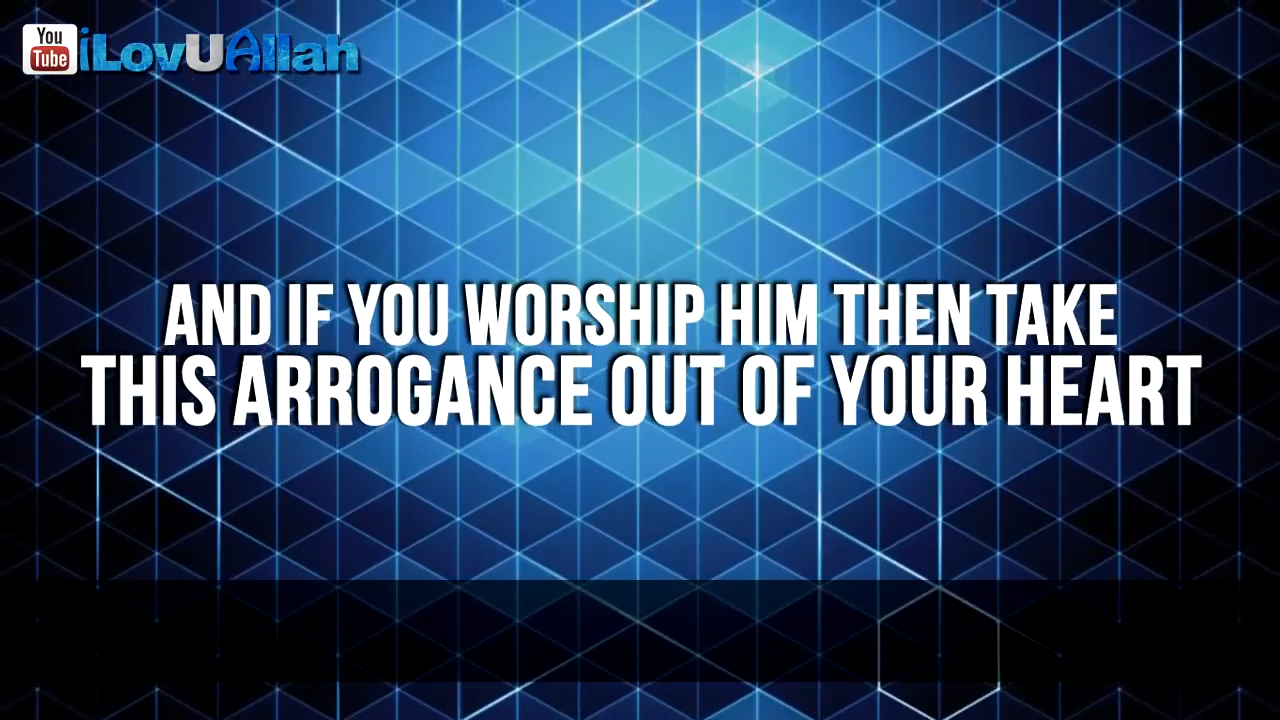 You
Tube
iLovUAllah
AND IF YOU WORSHIP HIM THEN TAKE
THIS ARROGANCE OUT OF YOUR HEART